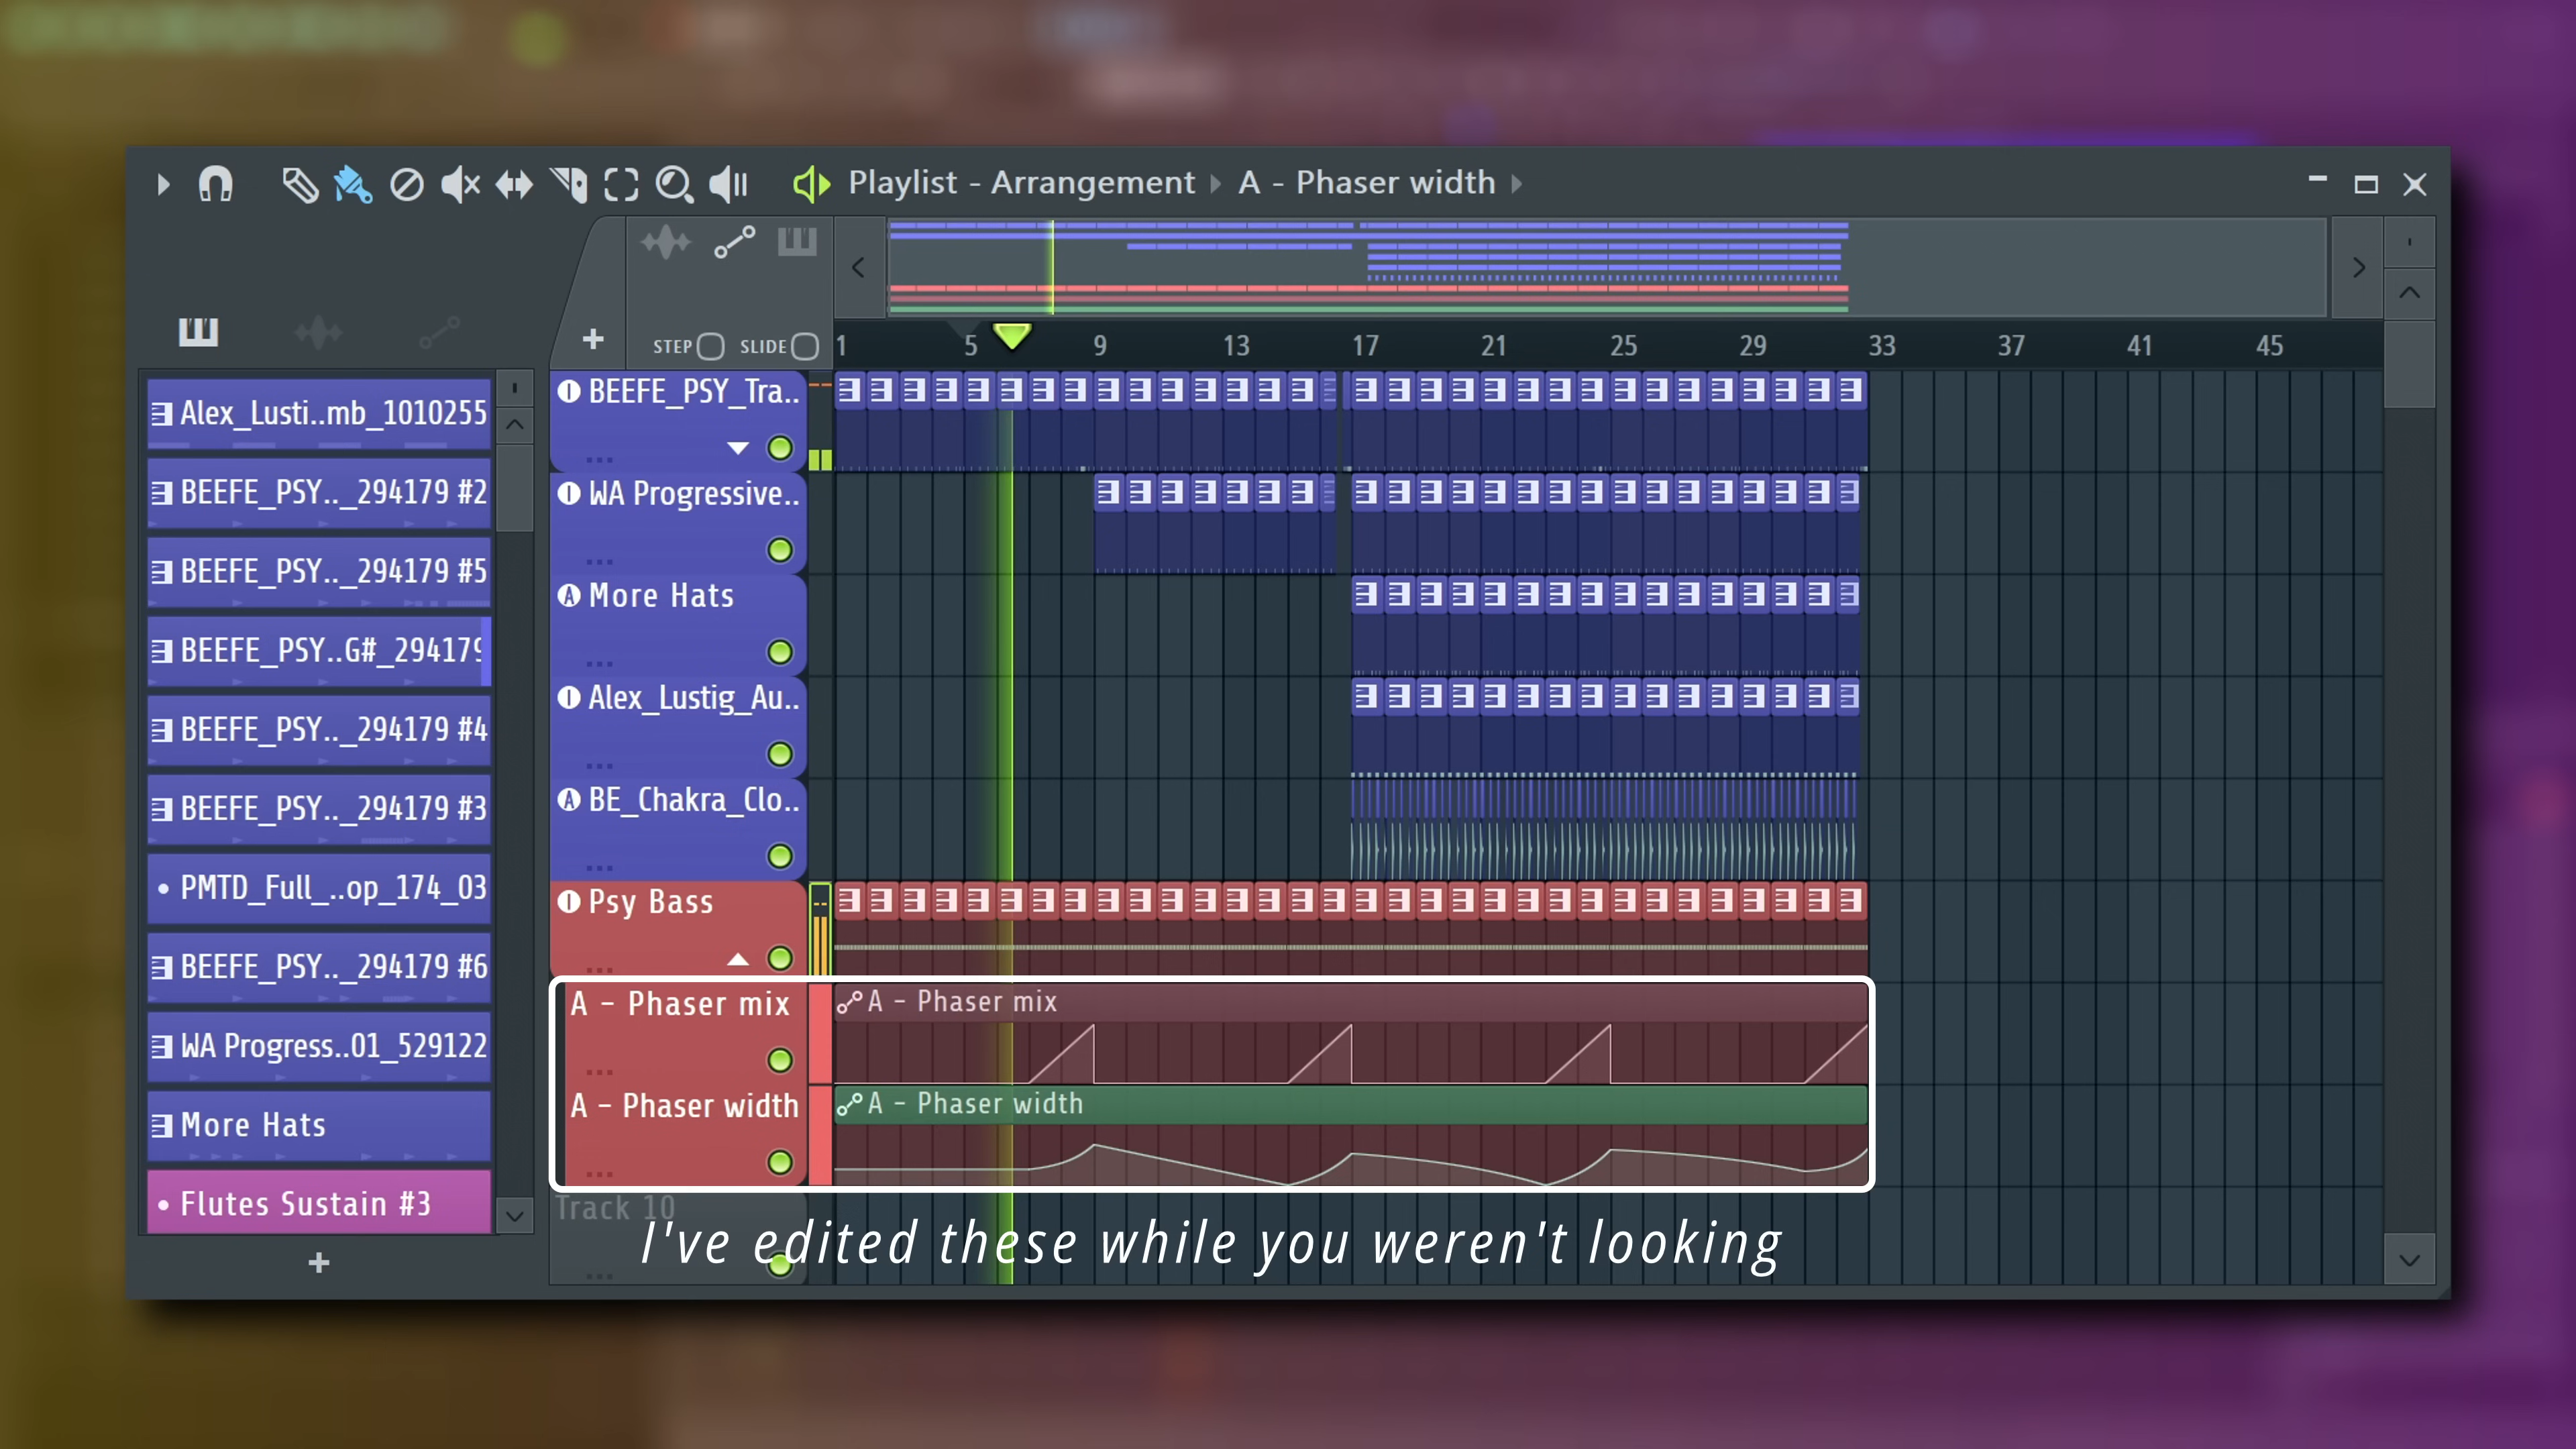 Playlist - Arrangement A - Phaser width
STEP SLIDE 1 5 9 13 17 21 25 29 33 37 41 45
Alex_Lusti..mb_1010255
BEEFE_PSY.._294179 #2
BEEFE_PSY.._294179 #5
BEEFE_PSY..G#_294179
BEEFE_PSY.._294179 #4
BEEFE_PSY.._294179 #3
PMTD_Full_..op_174_03
BEEFE_PSY.._294179 #6
WA Progress..01_529122
More Hats
Flutes Sustain #3
BEEFE_PSY_Tra..
WA Progressive..
More Hats
Alex_Lustig_Au..
BE_Chakra_Clo..
Psy Bass
A - Phaser mix
A - Phaser mix
A - Phaser width
A - Phaser width
Track 10
I've edited these while you weren't looking